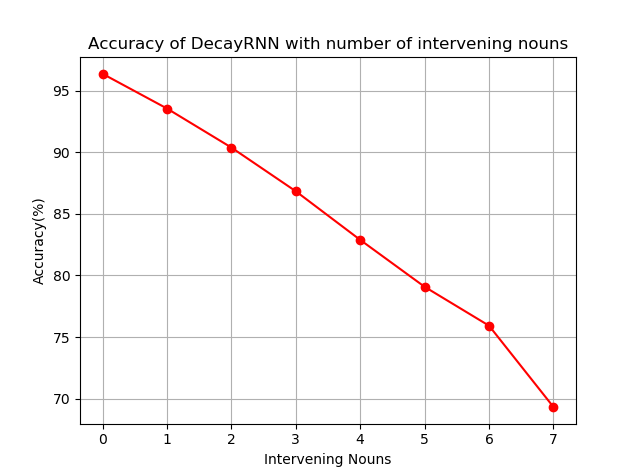 Accuracy of DecayRNN with number of intervening nouns
95
90
85
80
75
70
Accuracy(%)
0 1 2 3 4 5 6 7
Intervening Nouns